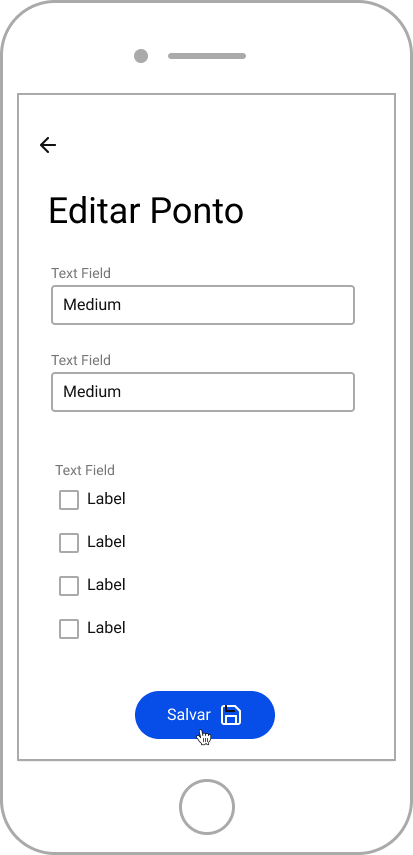 Editar Ponto
Text Field
Medium
Text Field
Medium
Text Field
Label
Label
Label
Label
Salvar